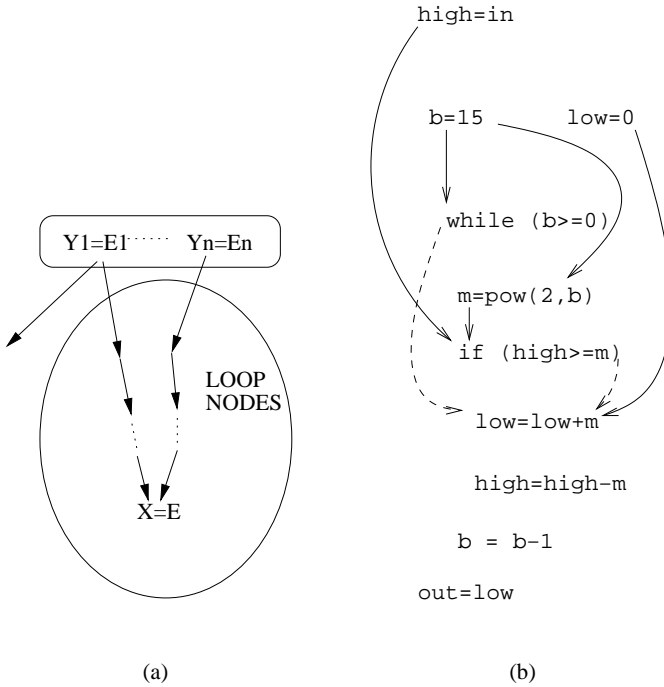 Y1=E1 ...... Yn=En
LOOP
NODES
X=E
(a)
high=in
b=15 low=0
while (b>=0)
m=pow(2,b)
if (high>=m)
low=low+m
high=high-m
b = b-1
out=low
(b)